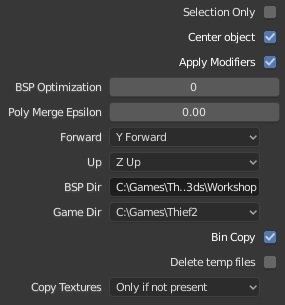 Selection Only
Center object
Apply Modifiers
BSP Optimization 0
Poly Merge Epsilon 0.00
Forward Y Forward
Up Z Up
BSP Dir C:\Games\Th..3ds\Workshop
Game Dir C:\Games\Thief2
Bin Copy
Delete temp files
Copy Textures Only if not present